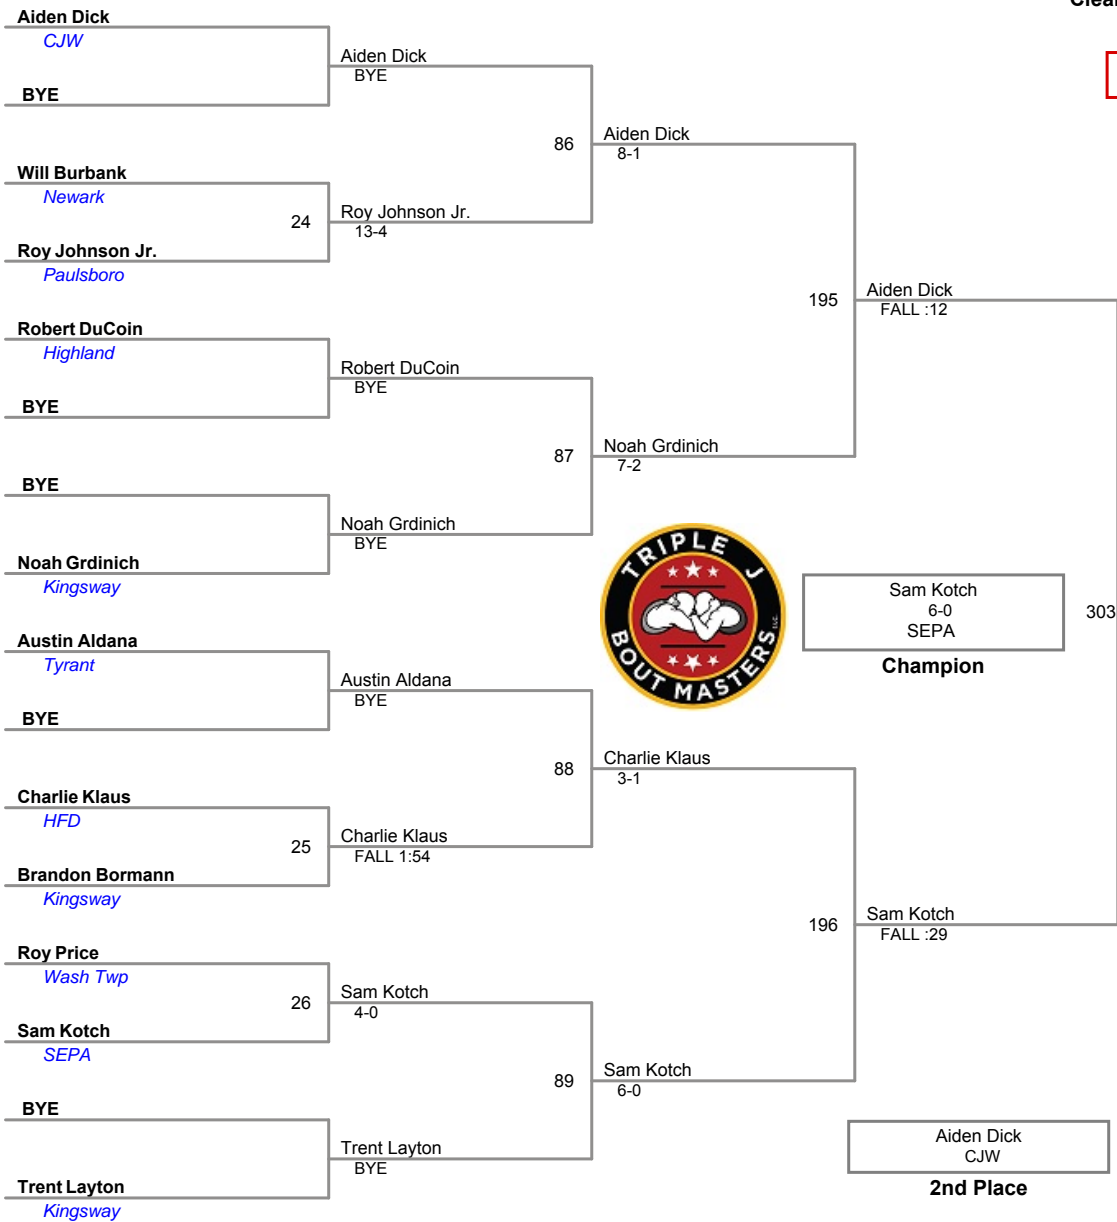 Aiden Dick
CJW
BYE
Will Burbank
Newark
24
Roy Johnson Jr.
Paulsboro
Robert DuCoin
Highland
BYE
BYE
Noah Grdinich
Kingsway
Austin Aldana
Tyrant
BYE
Charlie Klaus
HFD
25
Brandon Bormann
Kingsway
Roy Price
Wash Twp
26
Sam Kotch
SEPA
BYE
Trent Layton
Kingsway
Aiden Dick
BYE
86
Roy Johnson Jr.
13-4
Robert DuCoin
BYE
87
Noah Grdinich
BYE
Austin Aldana
BYE
88
Charlie Klaus
FALL 1:54
Sam Kotch
4-0
89
Trent Layton
BYE
Aiden Dick
8-1
195
Noah Grdinich
7-2
TRIPLE J
BOUT MASTERS
Charlie Klaus
3-1
196
Sam Kotch
6-0
Aiden Dick
FALL :12
Sam Kotch
6-0
SEPA
Champion
303
Sam Kotch
FALL :29
Aiden Dick
CJW
2nd Place